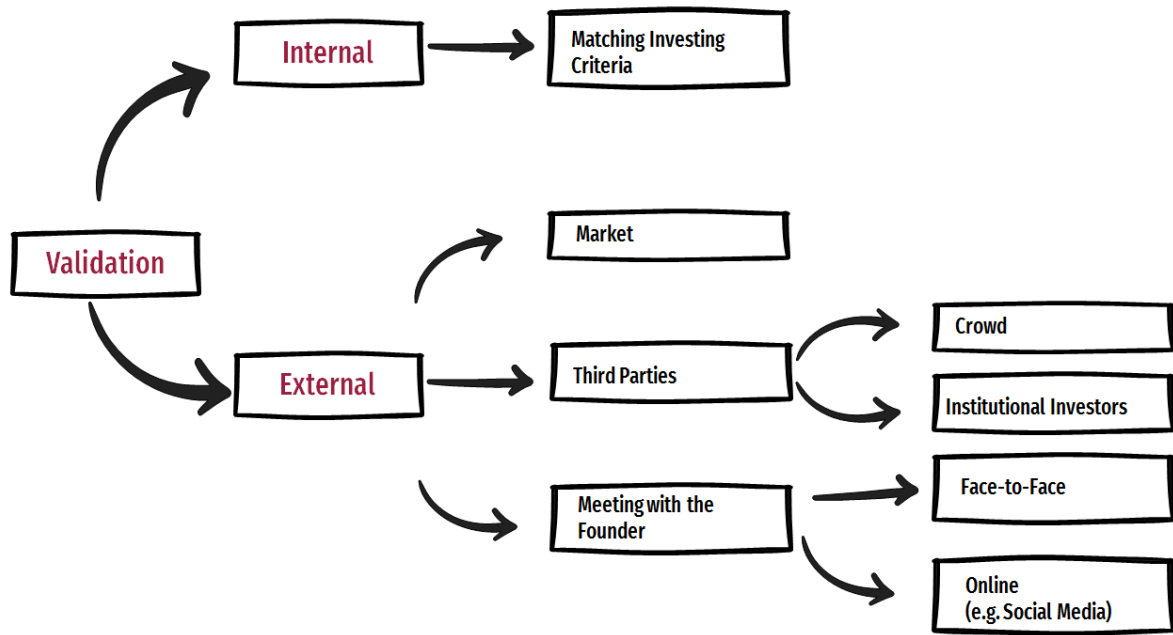 Internal
Matching Investing
Criteria
Validation
Market
External
Third Parties
Crowd
Institutional Investors
Meeting with the
Founder
Face-to-Face
Online
(e.g. Social Media)